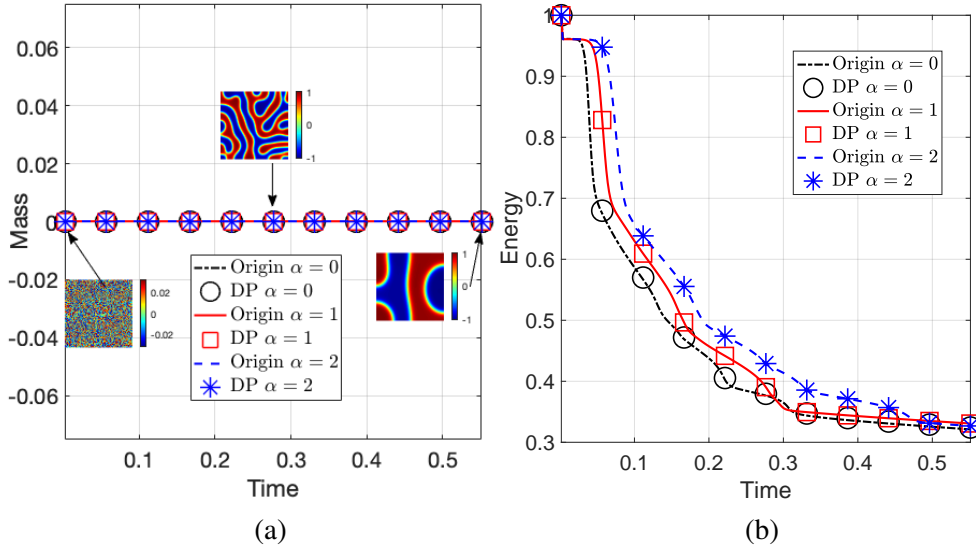 0.06
0.04
0.02
0
-0.02
-0.04
-0.06
Mass
1
0
-1
0.02
0
-0.02
1
0
-1
Origin α = 0
DP α = 0
Origin α = 1
DP α = 1
Origin α = 2
DP α = 2
0.1 0.2 0.3 0.4 0.5
Time
(a)
1
0.9
0.8
0.7
0.6
0.5
0.4
0.3
Energy
Origin α = 0
DP α = 0
Origin α = 1
DP α = 1
Origin α = 2
DP α = 2
0.1 0.2 0.3 0.4 0.5
Time
(b)